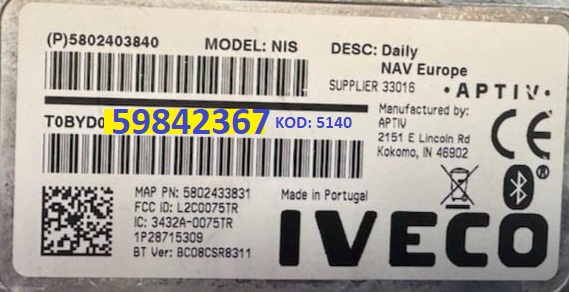 (P)5802403840 MODEL: NIS DESC: Daily
NAV Europe
SUPPLIER 33016
• A P T I V •
T0BYD0 59842367 KOD: 5140
Manufactured by:
APTIV
2151 E Lincoln Rd
Kokomo, IN 46902
CE
MAP PN: 5802433831
FCC ID: L2C0075TR
IC: 3432A-0075TR
1P28715309
BT Ver: BC08CSR8311
Made in Portugal
IVECO